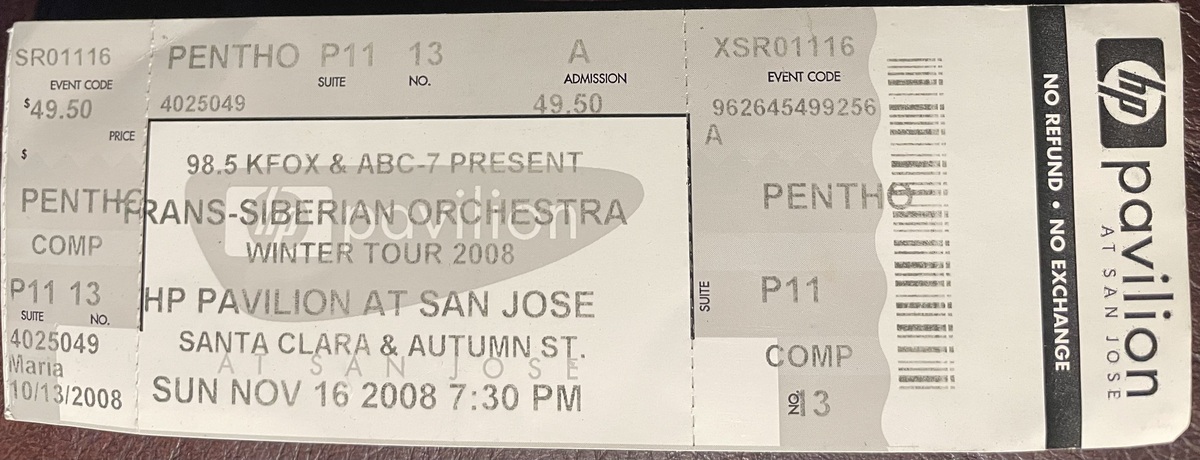 SR01116
EVENT CODE
$49.50
PRICE
$
PENTHO
COMP
P11 13
SUITE NO.
4025049
Maria
10/13/2008
PENTHO P11 13 A
SUITE NO. ADMISSION
4025049 49.50
98.5 KFOX & ABC-7 PRESENT
hp pavilion
TRANS-SIBERIAN ORCHESTRA
WINTER TOUR 2008
HP PAVILION AT SAN JOSE
SANTA CLARA & AUTUMN ST.
AT SAN JOSE
SUN NOV 16 2008 7:30 PM
XSR01116
EVENT CODE
962645499256
A
PENTHO
SUITE P11
COMP
NO. 13
NO REFUND • NO EXCHANGE
hp pavilion
AT SAN JOSE